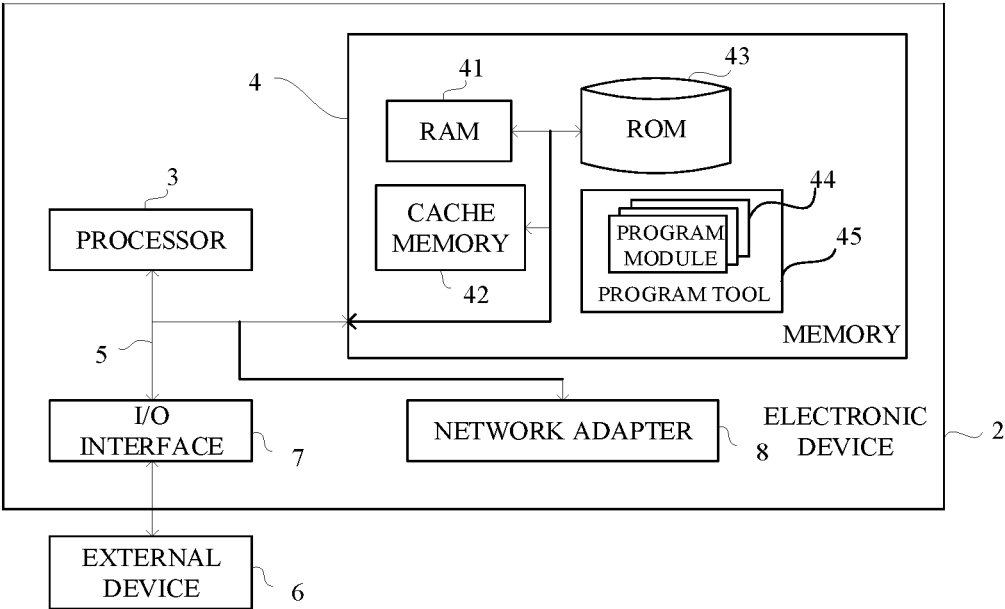 41
43
4
RAM
ROM
3
44
PROCESSOR
CACHE
MEMORY
PROGRAM
MODULE
45
42
PROGRAM TOOL
MEMORY
5
I/O
INTERFACE
7
NETWORK ADAPTER
8
ELECTRONIC
DEVICE
2
EXTERNAL
DEVICE
6